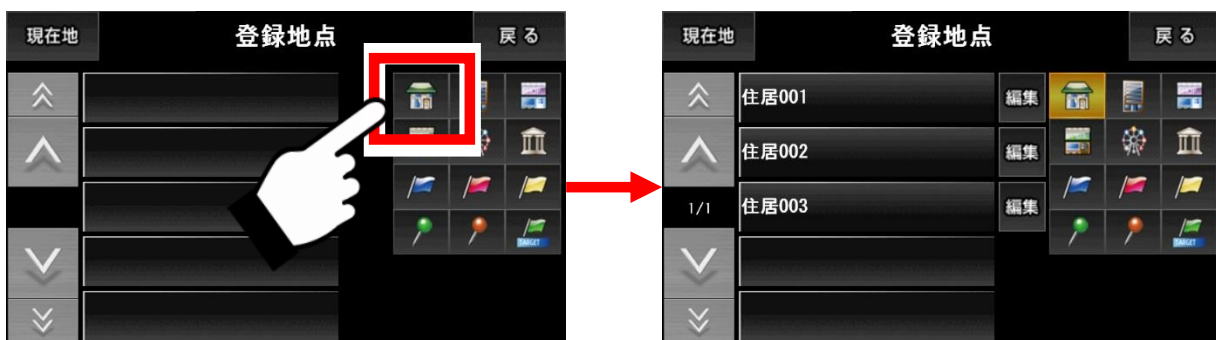 現在地
登録地点
戻る
TARGET
現在地
登録地点
戻る
住居001
編集
住居002
編集
1/1
住居003
編集
TARGET